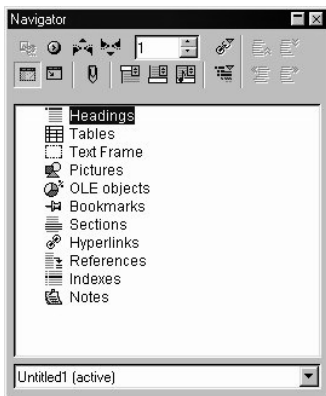 Navigator
1
Headings
Tables
Text Frame
Pictures
OLE objects
Bookmarks
Sections
Hyperlinks
References
Indexes
Notes
Untitled1 (active)